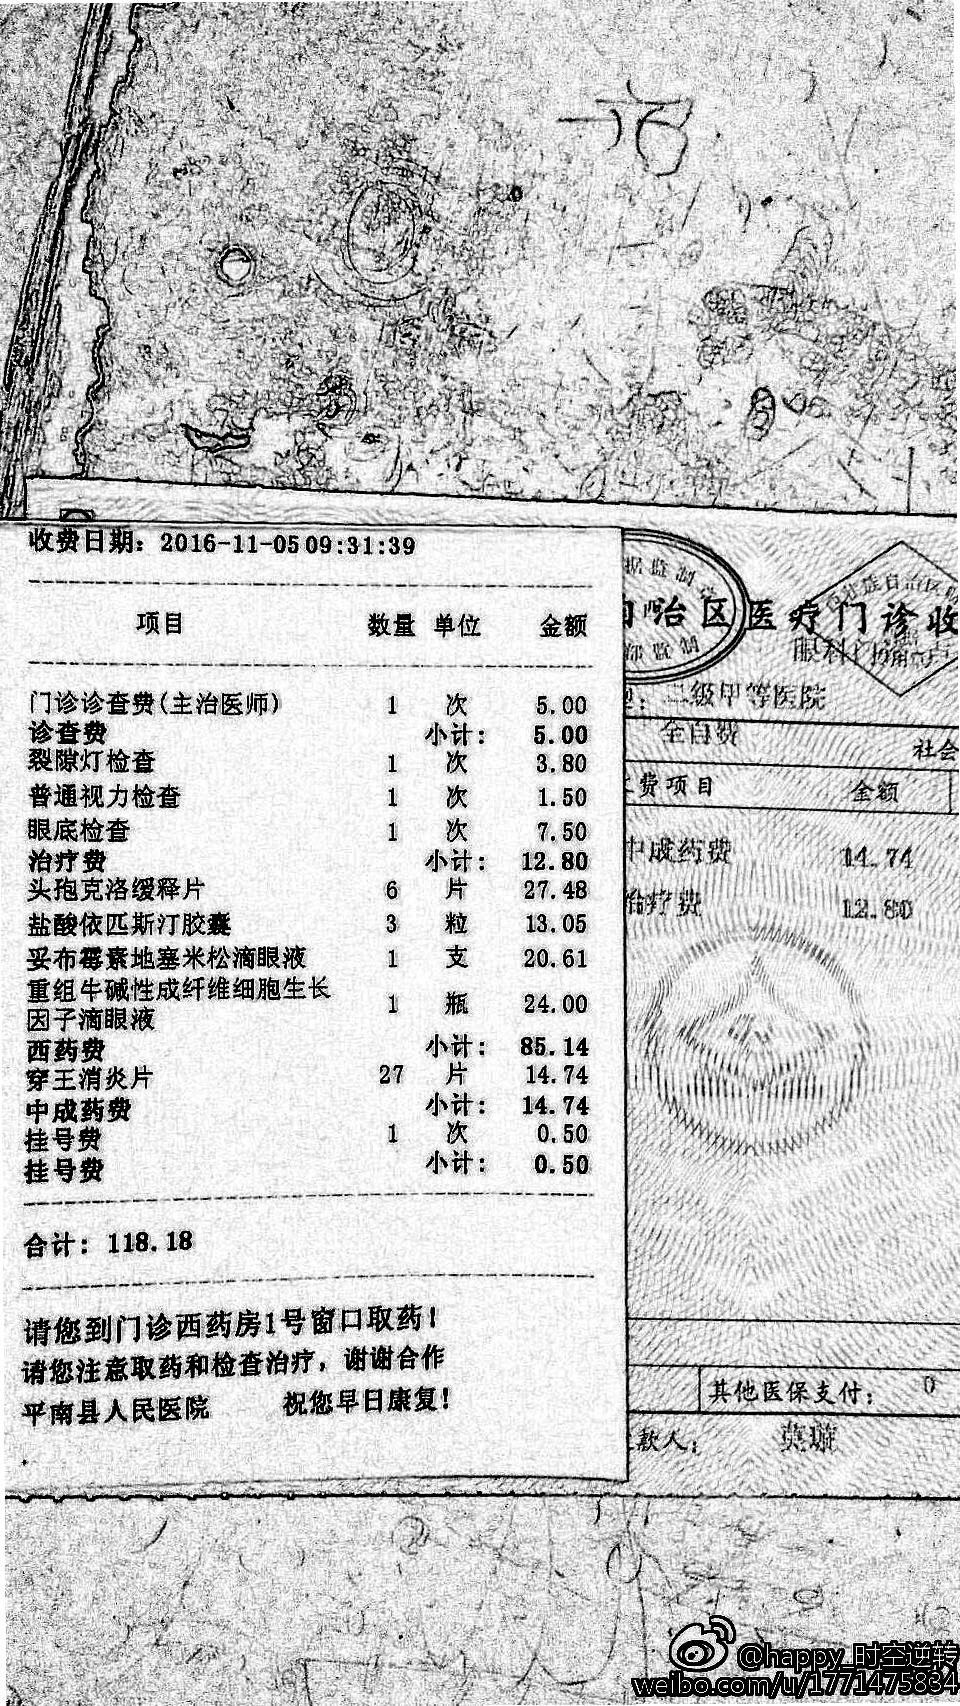 收费日期：2016-11-05 09:31:39
项目 数量 单位 金额
门诊诊查费(主治医师) 1 次 5.00
诊查费 小计： 5.00
裂隙灯检查 1 次 3.80
普通视力检查 1 次 1.50
眼底检查 1 次 7.50
治疗费 小计： 12.80
头孢克洛缓释片 6 片 27.48
盐酸依匹斯汀胶囊 3 粒 13.05
妥布霉素地塞米松滴眼液 1 支 20.61
重组牛碱性成纤维细胞生长
因子滴眼液 1 瓶 24.00
西药费 小计： 85.14
穿王消炎片 27 片 14.74
中成药费 小计： 14.74
挂号费 1 次 0.50
挂号费 小计： 0.50
合计：118.18
请您到门诊西药房1号窗口取药！
请您注意取药和检查治疗，谢谢合作
平南县人民医院 祝您早日康复！
据监制
部监制
族自治区财
治区医疗门诊收
眼科门诊
二级甲等医院
全自费
社会
费项目 金额
中成药费 14.74
治疗费 12.80
其他医保支付： 0
款人： 莫璇
@happy_时空逆转
weibo.com/u/1771475834